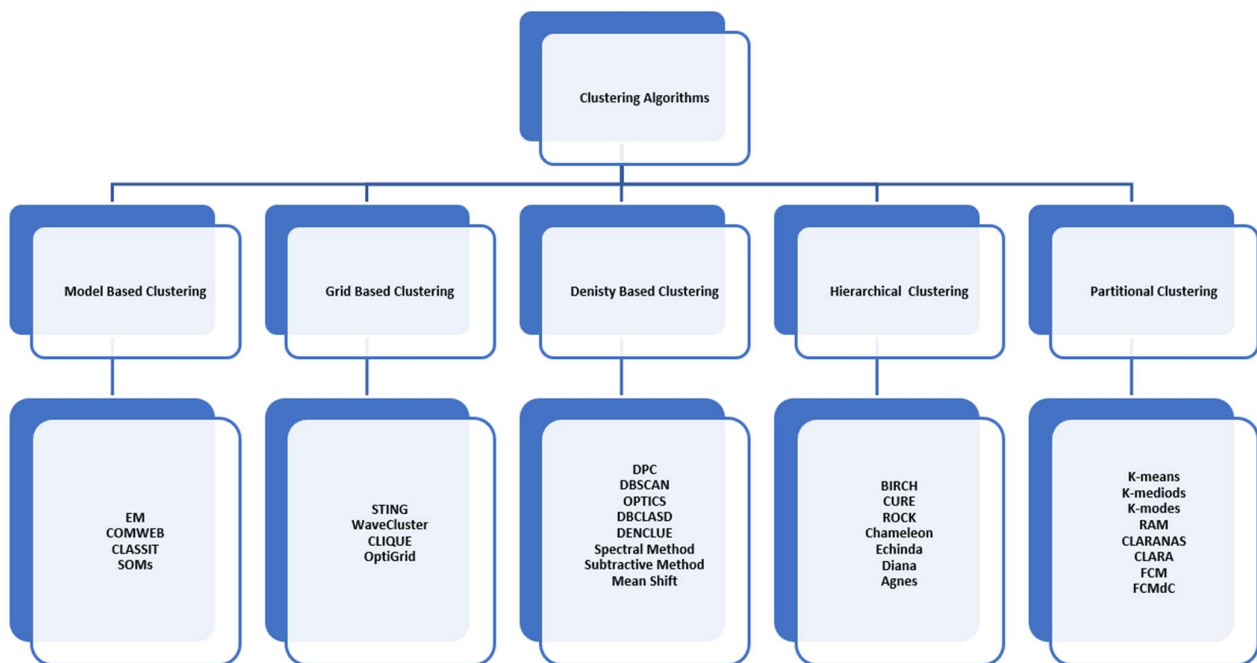 Clustering Algorithms
Model Based Clustering
Grid Based Clustering
Denisty Based Clustering
Hierarchical Clustering
Partitional Clustering
EM
COMWEB
CLASSIT
SOMs
STING
WaveCluster
CLIQUE
OptiGrid
DPC
DBSCAN
OPTICS
DBCLASD
DENCLUE
Spectral Method
Subtractive Method
Mean Shift
BIRCH
CURE
ROCK
Chameleon
Echinda
Diana
Agnes
K-means
K-mediods
K-modes
RAM
CLARANAS
CLARA
FCM
FCMdC